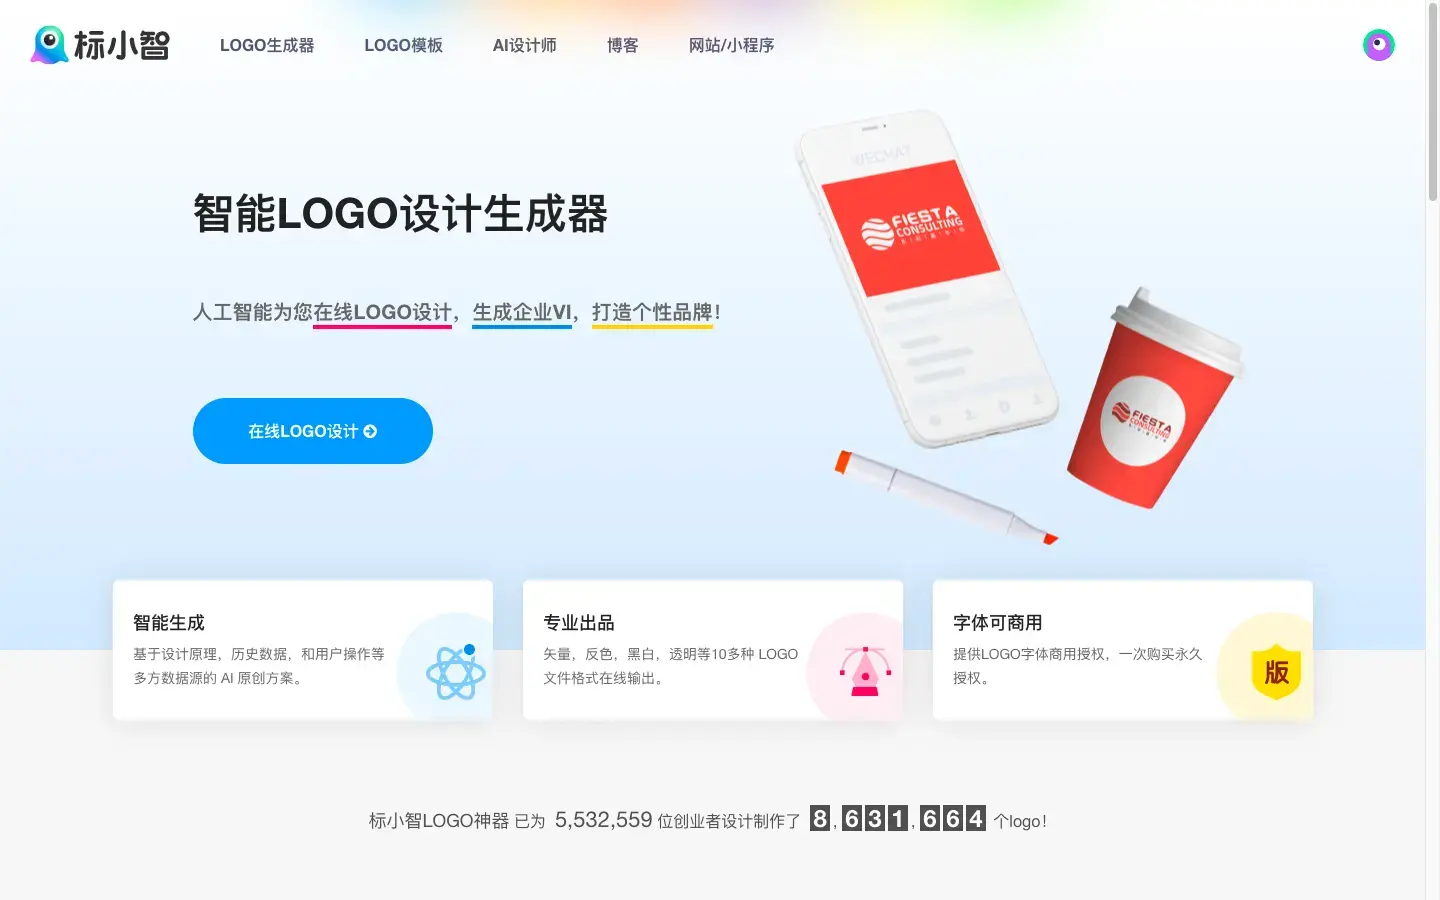 标小智
LOGO生成器
LOGO模板
AI设计师
博客
网站/小程序
智能LOGO设计生成器
人工智能为您在线LOGO设计，生成企业VI，打造个性品牌！
在线LOGO设计
WECHAT
FIESTA
CONSULTING
FIESTA
CONSULTING
智能生成
基于设计原理，历史数据，和用户操作等
多方数据源的 AI 原创方案。
专业出品
矢量，反色，黑白，透明等10多种 LOGO
文件格式在线输出。
字体可商用
提供LOGO字体商用授权，一次购买永久
授权。
版
标小智LOGO神器 已为 5,532,559 位创业者设计制作了 8,631,664 个logo！